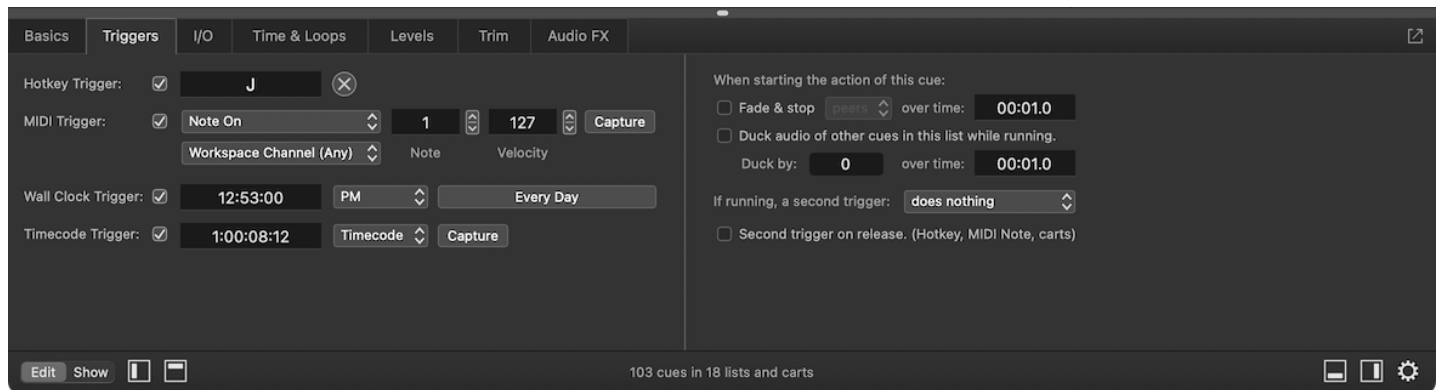 Basics Triggers I/O Time & Loops Levels Trim Audio FX
Hotkey Trigger: J
MIDI Trigger: Note On 1 127 Capture
Workspace Channel (Any) Note Velocity
Wall Clock Trigger: 12:53:00 PM Every Day
Timecode Trigger: 1:00:08:12 Timecode Capture
When starting the action of this cue:
Fade & stop peers over time: 00:01.0
Duck audio of other cues in this list while running.
Duck by: 0 over time: 00:01.0
If running, a second trigger: does nothing
Second trigger on release. (Hotkey, MIDI Note, carts)
Edit Show 103 cues in 18 lists and carts